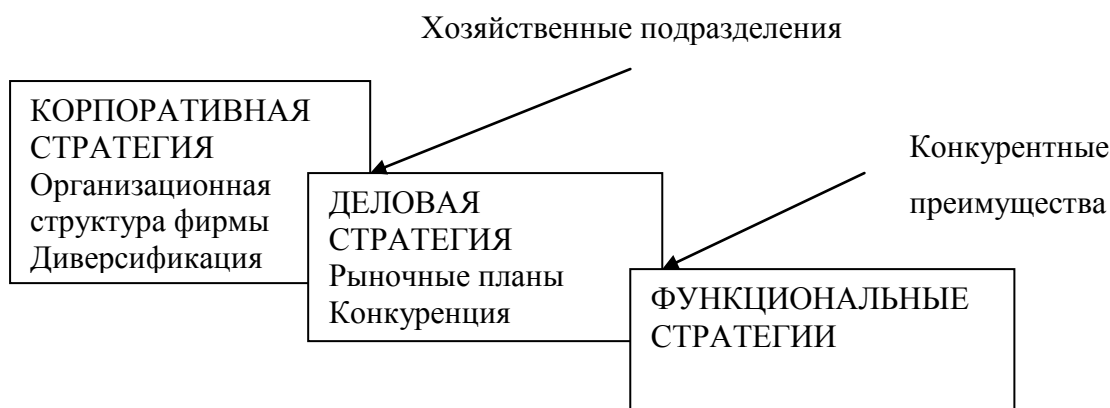 Хозяйственные подразделения
КОРПОРАТИВНАЯ
СТРАТЕГИЯ
Организационная
структура фирмы
Диверсификация
Конкурентные
преимущества
ДЕЛОВАЯ
СТРАТЕГИЯ
Рыночные планы
Конкуренция
ФУНКЦИОНАЛЬНЫЕ
СТРАТЕГИИ